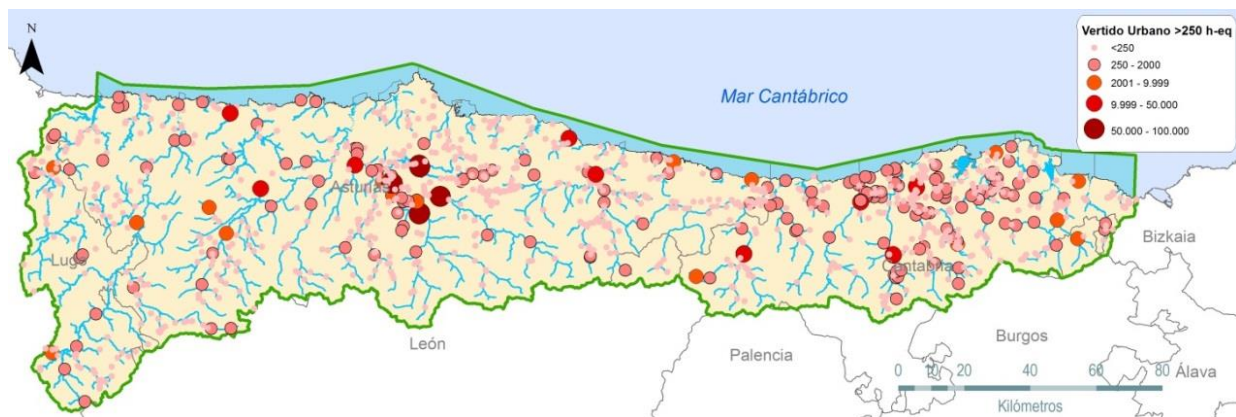 N
Vertido Urbano >250 h-eq
<250
250 - 2000
2001 - 9.999
9.999 - 50.000
50.000 - 100.000
Mar Cantábrico
Asturias
Lugo
Cantabria
Bizkaia
León
Palencia
Burgos
Álava
0 10 20 40 60 80
Kilómetros